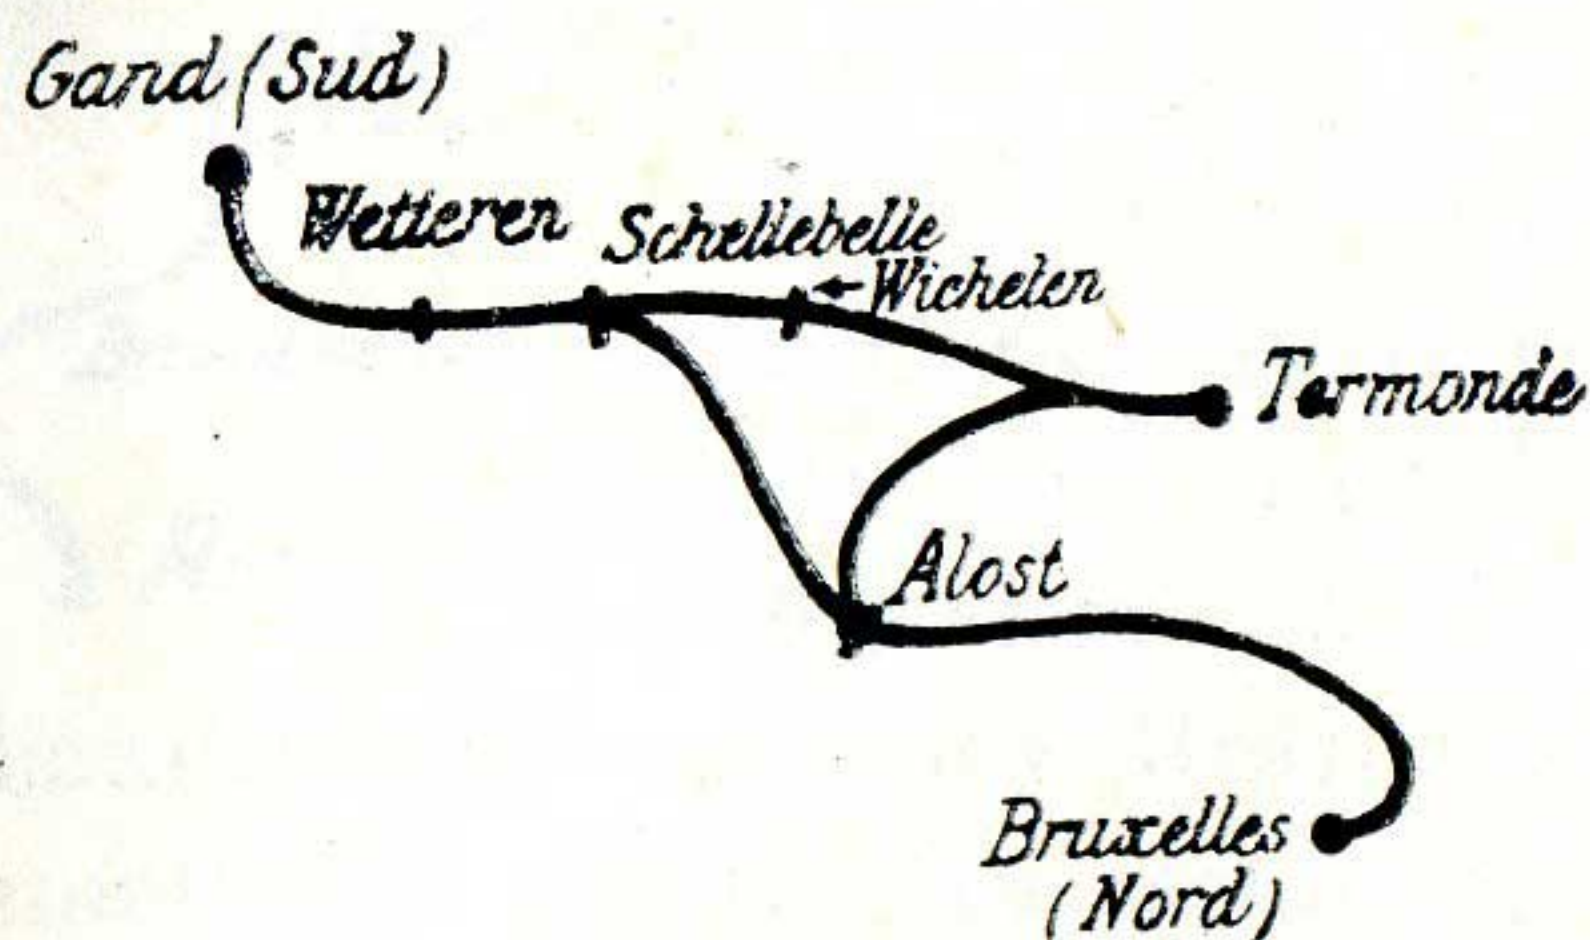 Gand (Sud)
Wetteren
Schellebelle
Wichelen
Termonde
Alost
Bruxelles
(Nord)